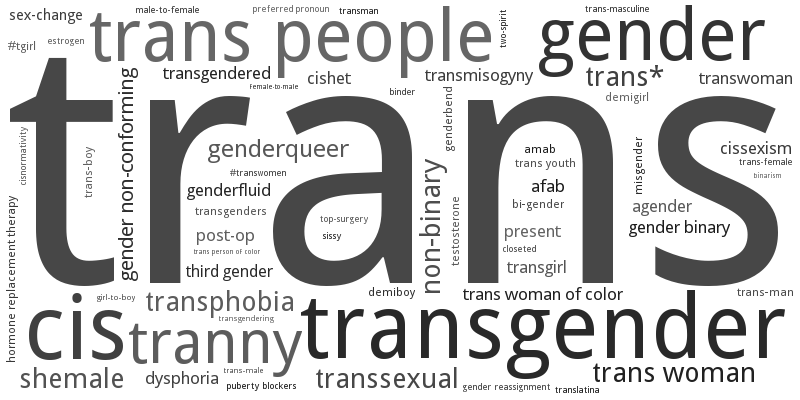 sex-change
male-to-female
preferred pronoun
transman
two-spirit
trans-masculine
#tgirl
estrogen
trans people
gender
transgendered
cishet
transmisogyny
trans*
transwoman
Female-to-male
binder
demigirl
trans
cisnormativity
trans-boy
gender non-conforming
genderqueer
#transwomen
genderfluid
transgenders
top-surgery
sissy
post-op
trans person of color
third gender
non-binary
genderbend
testosterone
amab
trans youth
afab
bi-gender
present
closeted
transgirl
misgender
cissexism
trans-female
binarism
agender
gender binary
hormone replacement therapy
girl-to-boy
transphobia
transgendering
demiboy
trans woman of color
trans-man
cis
tranny
transgender
shemale
dysphoria
trans-male
puberty blockers
transsexual
gender reassignment
translatina
trans woman